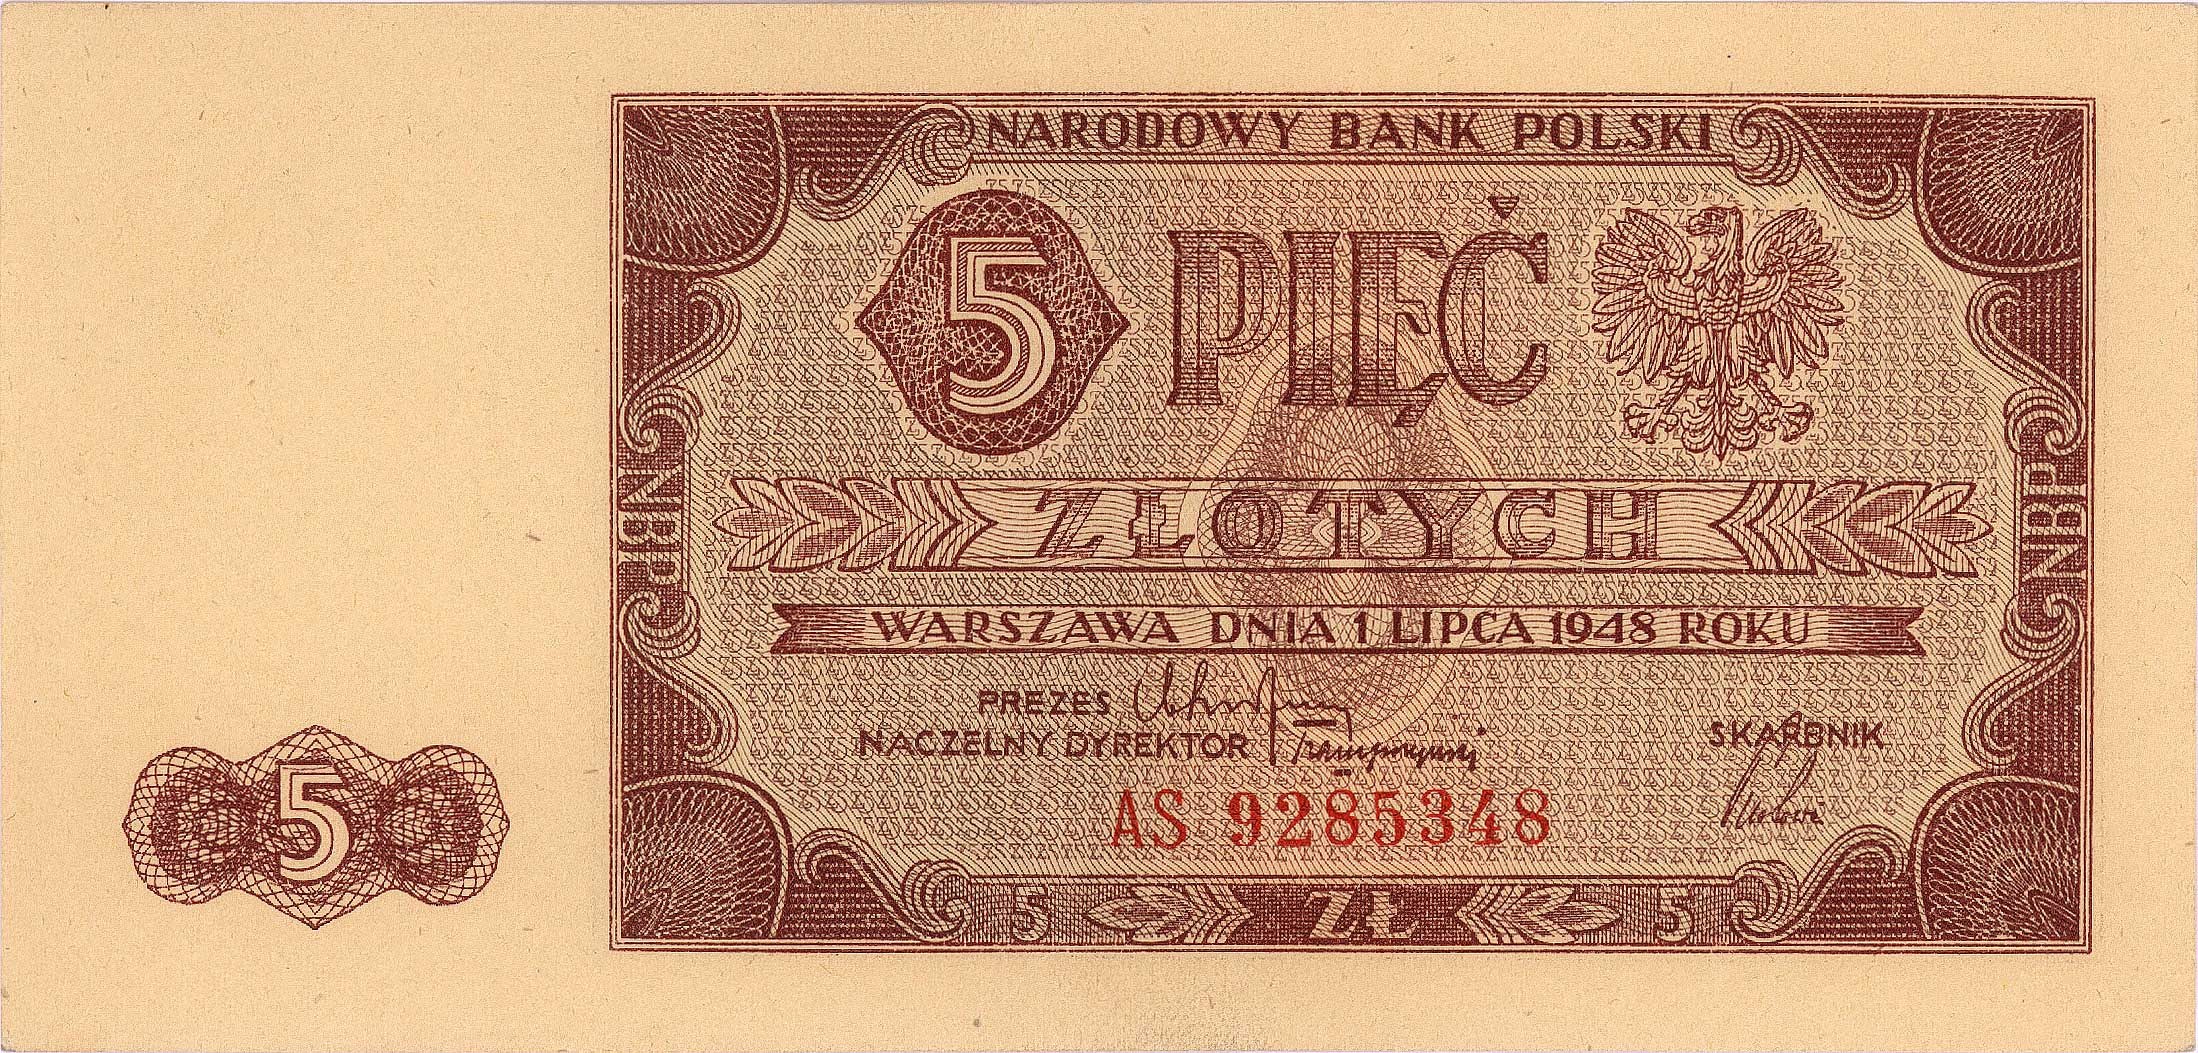 NARODOWY BANK POLSKI
5 PIĘĆ
ZŁOTYCH
NBP
NBP
WARSZAWA DNIA 1 LIPCA 1948 ROKU
PREZES
NACZELNY DYREKTOR
SKARBNIK
AS 9285348
5 ZŁ 5
5